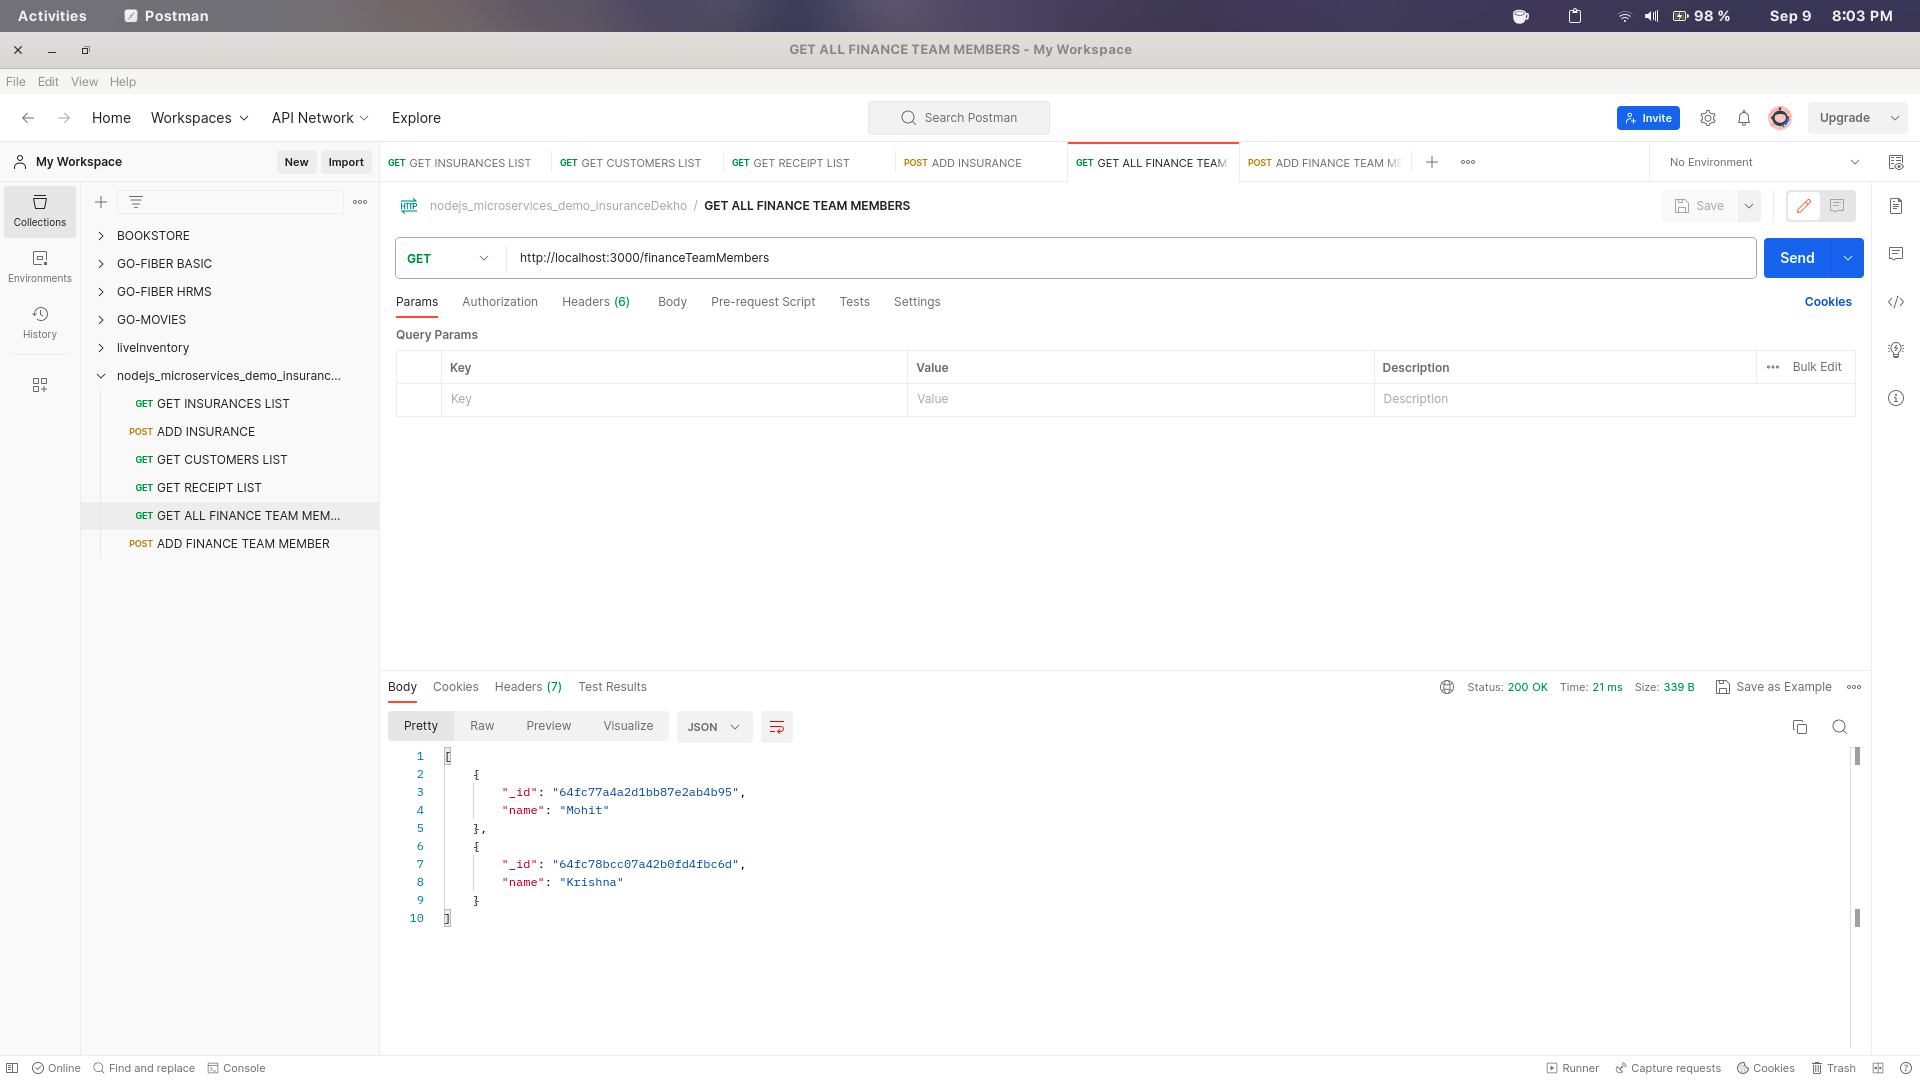 Activities Postman 98 % Sep 9 8:03 PM
GET ALL FINANCE TEAM MEMBERS - My Workspace
File Edit View Help
Home Workspaces API Network Explore Search Postman Invite Upgrade
My Workspace New Import GET GET INSURANCES LIST GET GET CUSTOMERS LIST GET GET RECEIPT LIST POST ADD INSURANCE GET GET ALL FINANCE TEAM POST ADD FINANCE TEAM ME No Environment
Collections
Environments
History
BOOKSTORE
GO-FIBER BASIC
GO-FIBER HRMS
GO-MOVIES
liveInventory
nodejs_microservices_demo_insuranc...
GET GET INSURANCES LIST
POST ADD INSURANCE
GET GET CUSTOMERS LIST
GET GET RECEIPT LIST
GET GET ALL FINANCE TEAM MEM...
POST ADD FINANCE TEAM MEMBER
HTTP nodejs_microservices_demo_insuranceDekho / GET ALL FINANCE TEAM MEMBERS Save
GET http://localhost:3000/financeTeamMembers Send
Params Authorization Headers (6) Body Pre-request Script Tests Settings Cookies
Query Params
Key Value Description Bulk Edit
Key Value Description
Body Cookies Headers (7) Test Results Status: 200 OK Time: 21 ms Size: 339 B Save as Example
Pretty Raw Preview Visualize JSON
1 [
2 {
3 "_id": "64fc77a4a2d1bb87e2ab4b95",
4 "name": "Mohit"
5 },
6 {
7 "_id": "64fc78bcc07a42b0fd4fbc6d",
8 "name": "Krishna"
9 }
10 ]
Online Find and replace Console Runner Capture requests Cookies Trash